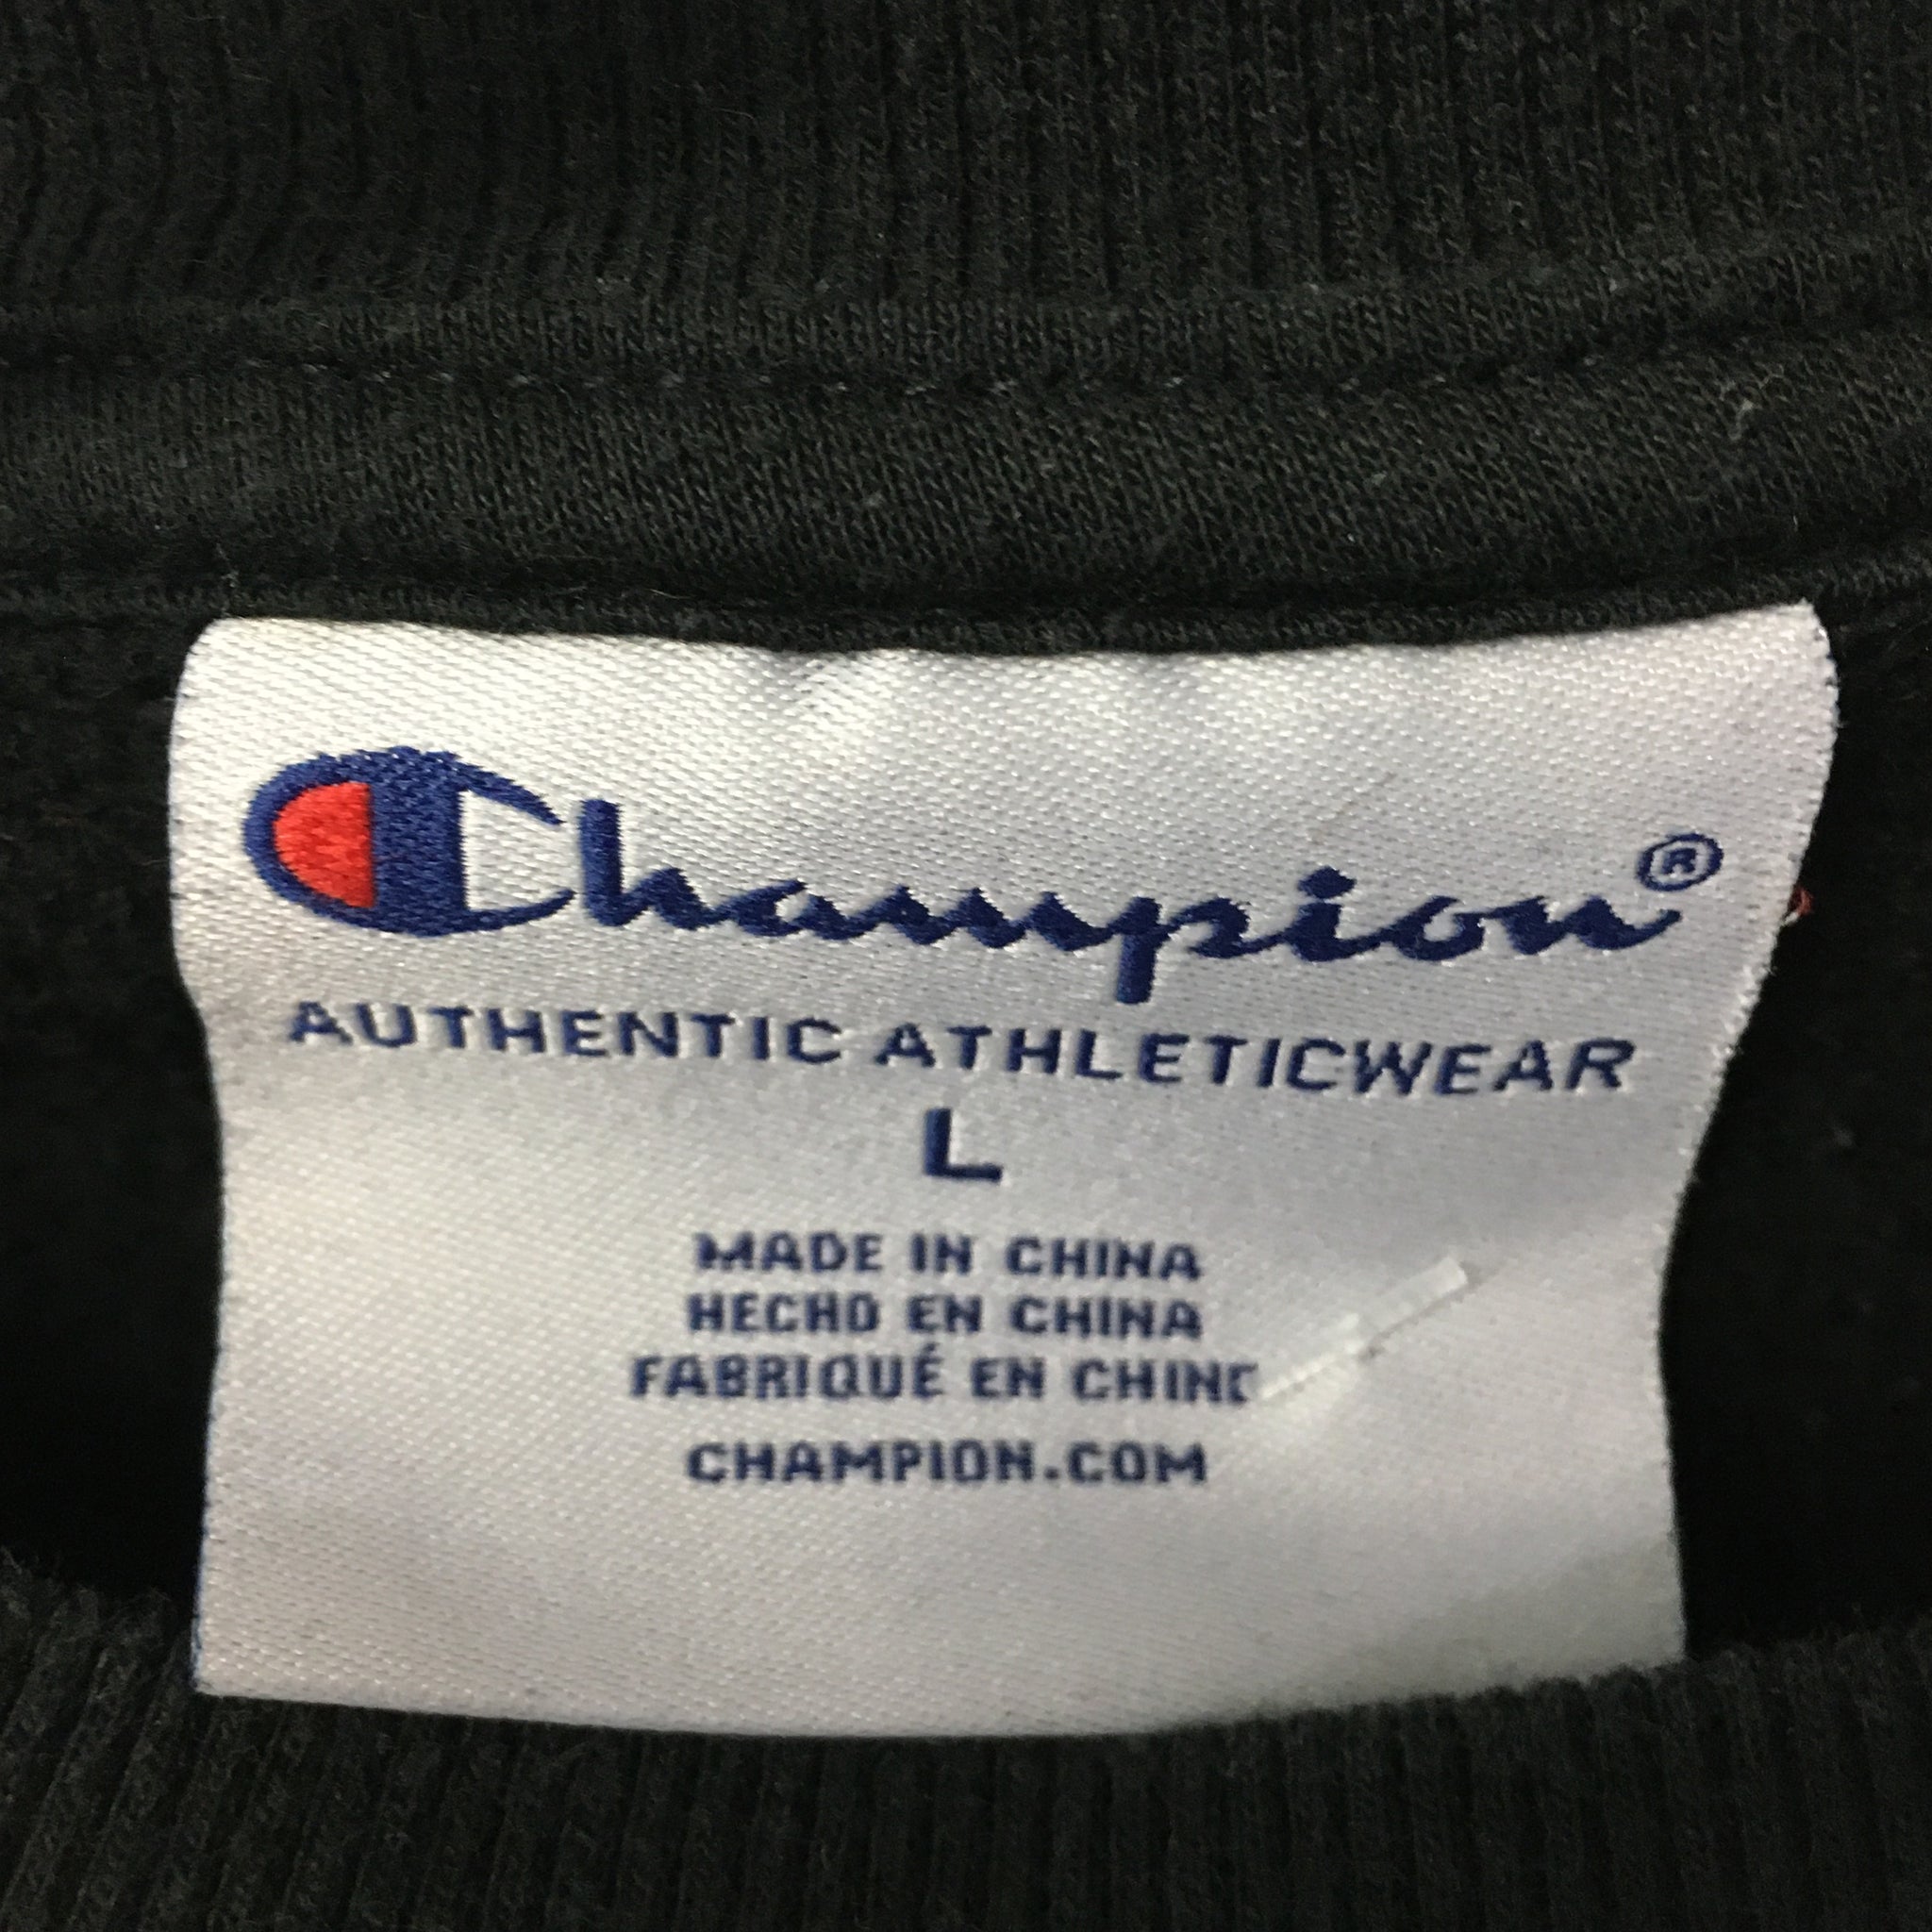 Champion®
AUTHENTIC ATHLETICWEAR
L
MADE IN CHINA
HECHO EN CHINA
FABRIQUÉ EN CHINE
CHAMPION.COM